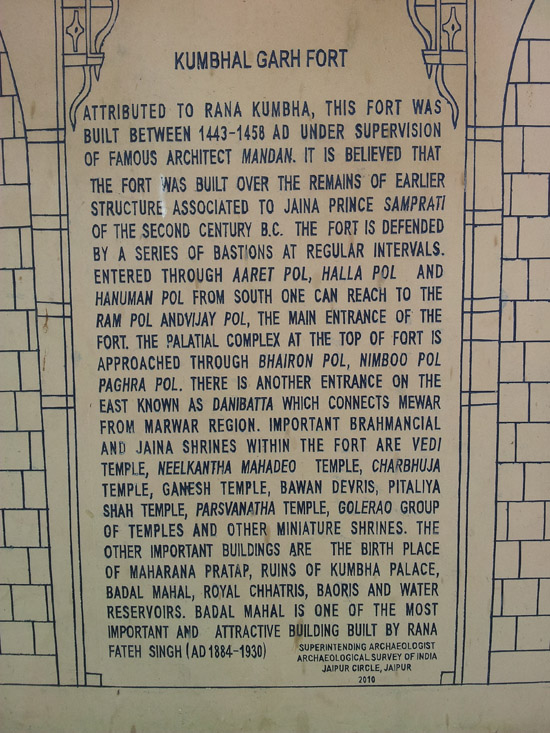 KUMBHAL GARH FORT
ATTRIBUTED TO RANA KUMBHA, THIS FORT WAS
BUILT BETWEEN 1443-1458 AD UNDER SUPERVISION
OF FAMOUS ARCHITECT MANDAN. IT IS BELIEVED THAT
THE FORT WAS BUILT OVER THE REMAINS OF EARLIER
STRUCTURE ASSOCIATED TO JAINA PRINCE SAMPRATI
OF THE SECOND CENTURY B.C. THE FORT IS DEFENDED
BY A SERIES OF BASTIONS AT REGULAR INTERVALS.
ENTERED THROUGH AARET POL, HALLA POL AND
HANUMAN POL FROM SOUTH ONE CAN REACH TO THE
RAM POL ANDVIJAY POL, THE MAIN ENTRANCE OF THE
FORT. THE PALATIAL COMPLEX AT THE TOP OF FORT IS
APPROACHED THROUGH BHAIRON POL, NIMBOO POL
PAGHRA POL. THERE IS ANOTHER ENTRANCE ON THE
EAST KNOWN AS DANIBATTA WHICH CONNECTS MEWAR
FROM MARWAR REGION. IMPORTANT BRAHMANCIAL
AND JAINA SHRINES WITHIN THE FORT ARE VEDI
TEMPLE, NEELKANTHA MAHADEO TEMPLE, CHARBHUJA
TEMPLE, GANESH TEMPLE, BAWAN DEVRIS, PITALIYA
SHAH TEMPLE, PARSVANATHA TEMPLE, GOLERAO GROUP
OF TEMPLES AND OTHER MINIATURE SHRINES. THE
OTHER IMPORTANT BUILDINGS ARE THE BIRTH PLACE
OF MAHARANA PRATAP, RUINS OF KUMBHA PALACE,
BADAL MAHAL, ROYAL CHHATRIS, BAORIS AND WATER
RESERVOIRS. BADAL MAHAL IS ONE OF THE MOST
IMPORTANT AND ATTRACTIVE BUILDING BUILT BY RANA
FATEH SINGH (AD 1884-1930)
SUPERINTENDING ARCHAEOLOGIST
ARCHAEOLOGICAL SURVEY OF INDIA
JAIPUR CIRCLE, JAIPUR
2010